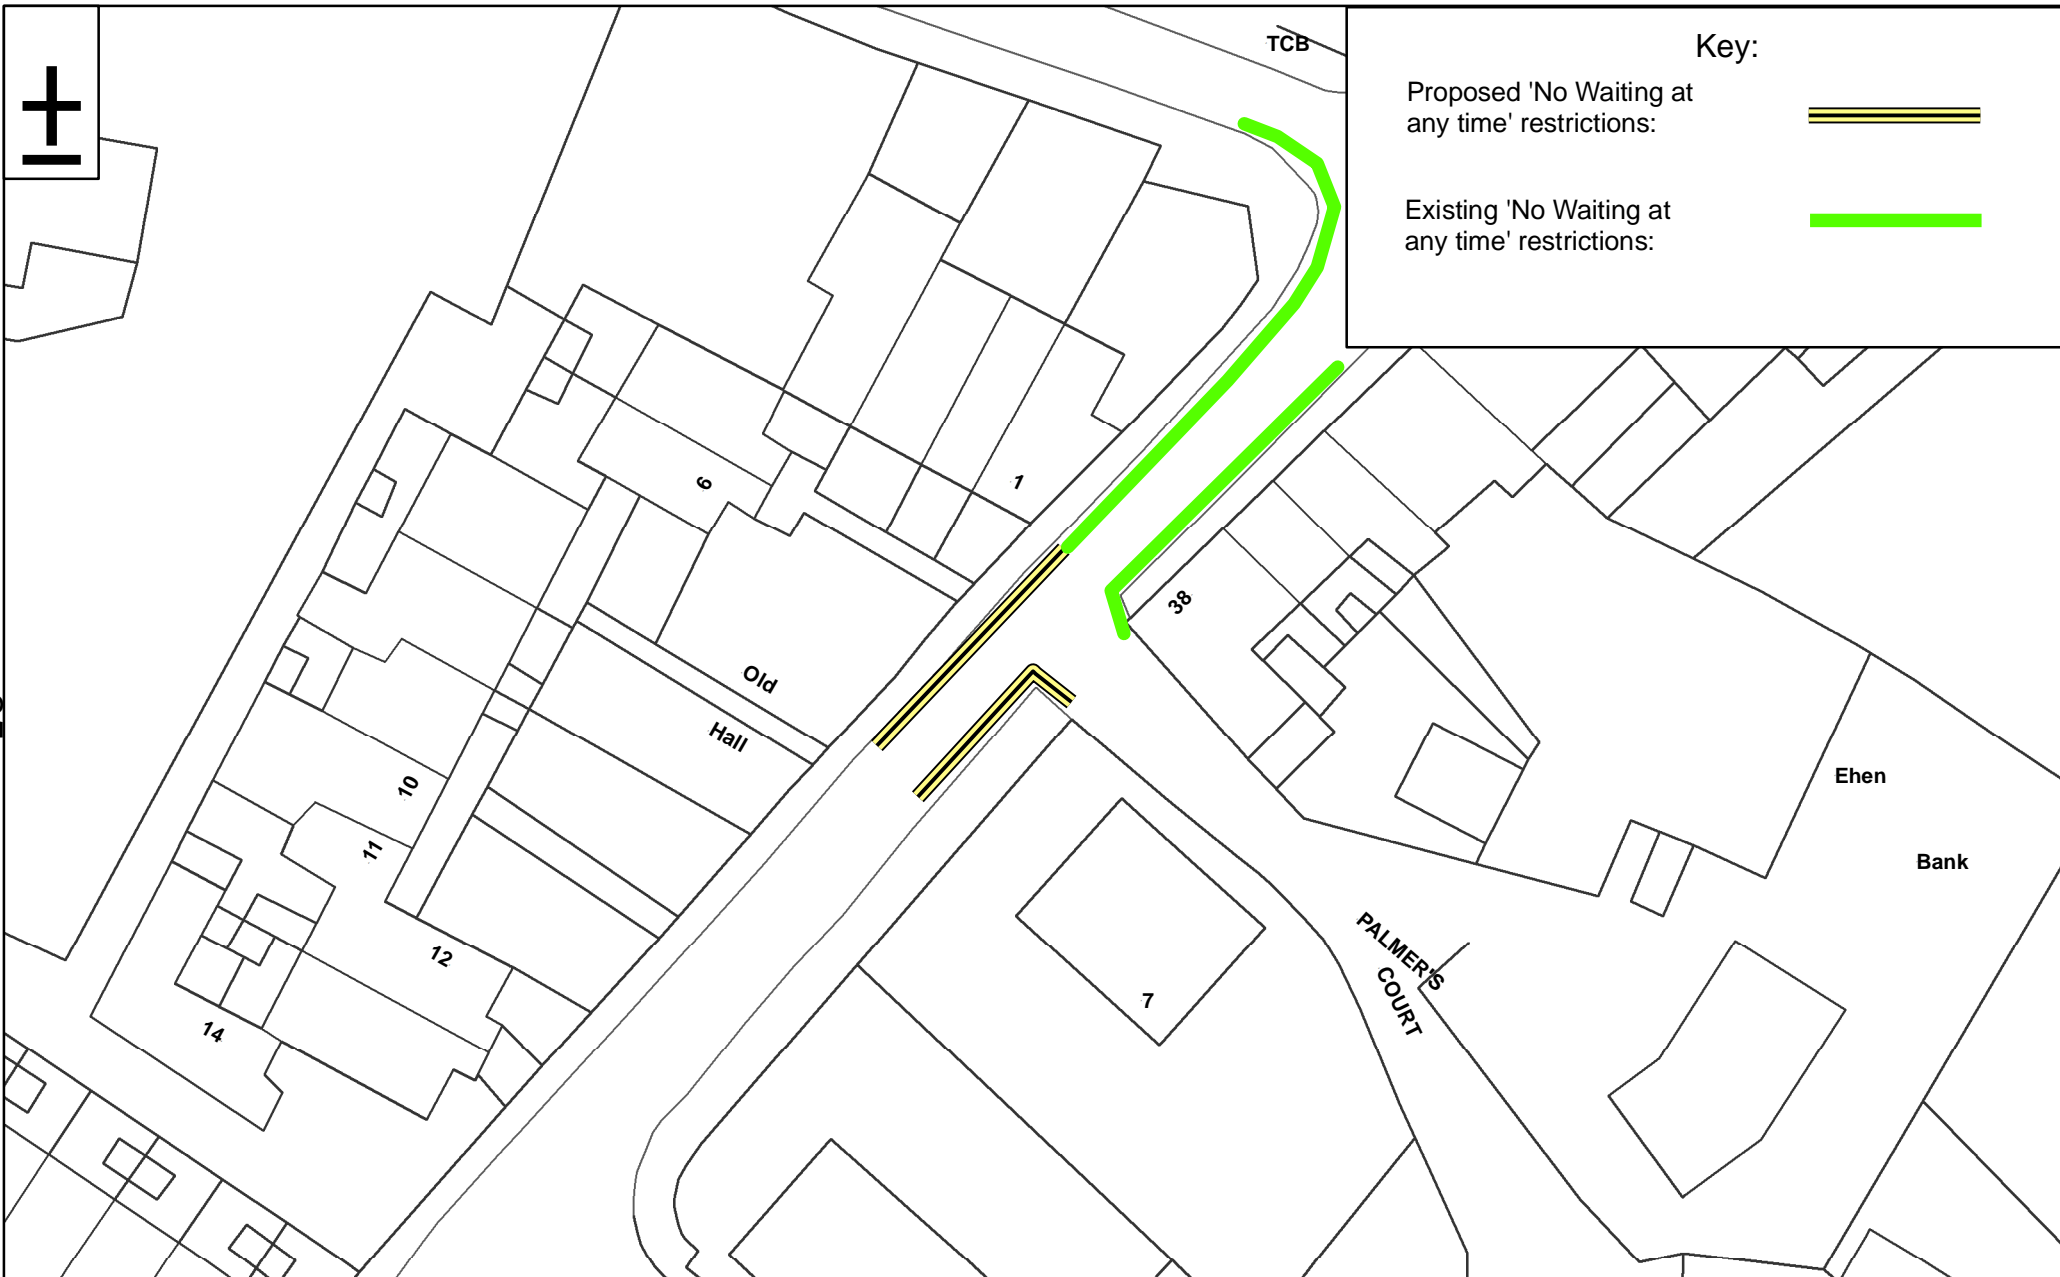 TCB
Key:
Proposed 'No Waiting at
any time' restrictions:
Existing 'No Waiting at
any time' restrictions:
6
1
38
Old
Hall
10
11
12
14
7
Ehen
Bank
PALMER'S
COURT